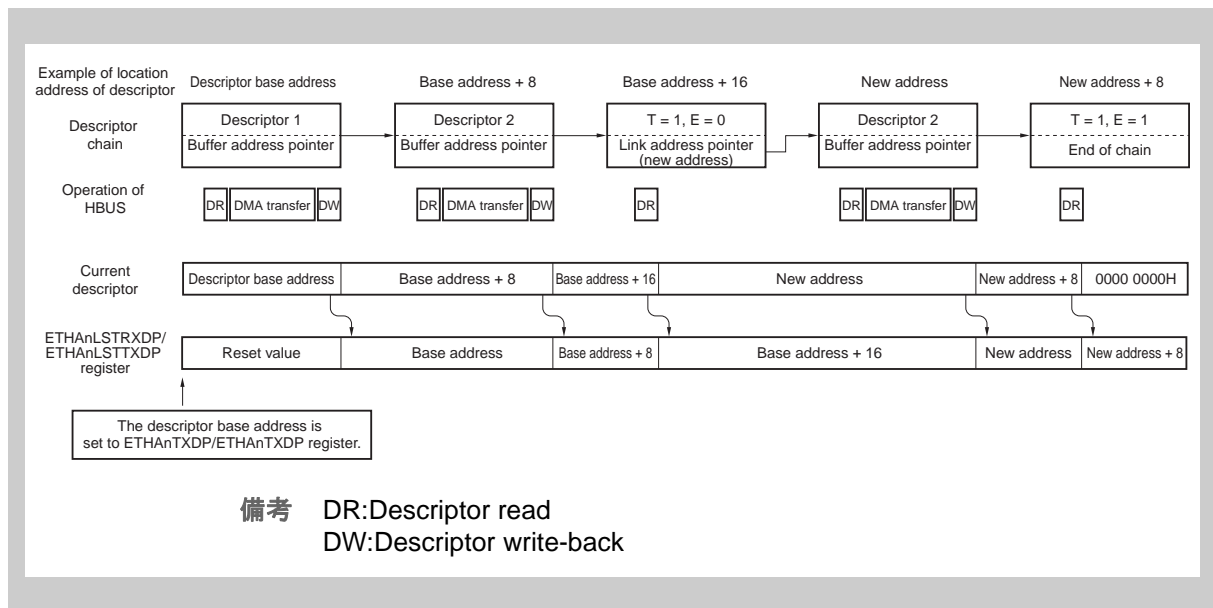 Example of location
address of descriptor
Descriptor base address
Base address + 8
Base address + 16
New address
New address + 8
Descriptor
chain
Descriptor 1
Buffer address pointer
Descriptor 2
Buffer address pointer
T = 1, E = 0
Link address pointer
(new address)
Descriptor 2
Buffer address pointer
T = 1, E = 1
End of chain
Operation of
HBUS
DR DMA transfer DW
DR DMA transfer DW
DR
DR DMA transfer DW
DR
Current
descriptor
Descriptor base address
Base address + 8
Base address + 16
New address
New address + 8
0000 0000H
ETHAnLSTRXDP/
ETHAnLSTTXDP
register
Reset value
Base address
Base address + 8
Base address + 16
New address
New address + 8
The descriptor base address is
set to ETHAnTXDP/ETHAnTXDP register.
備考 DR:Descriptor read
DW:Descriptor write-back